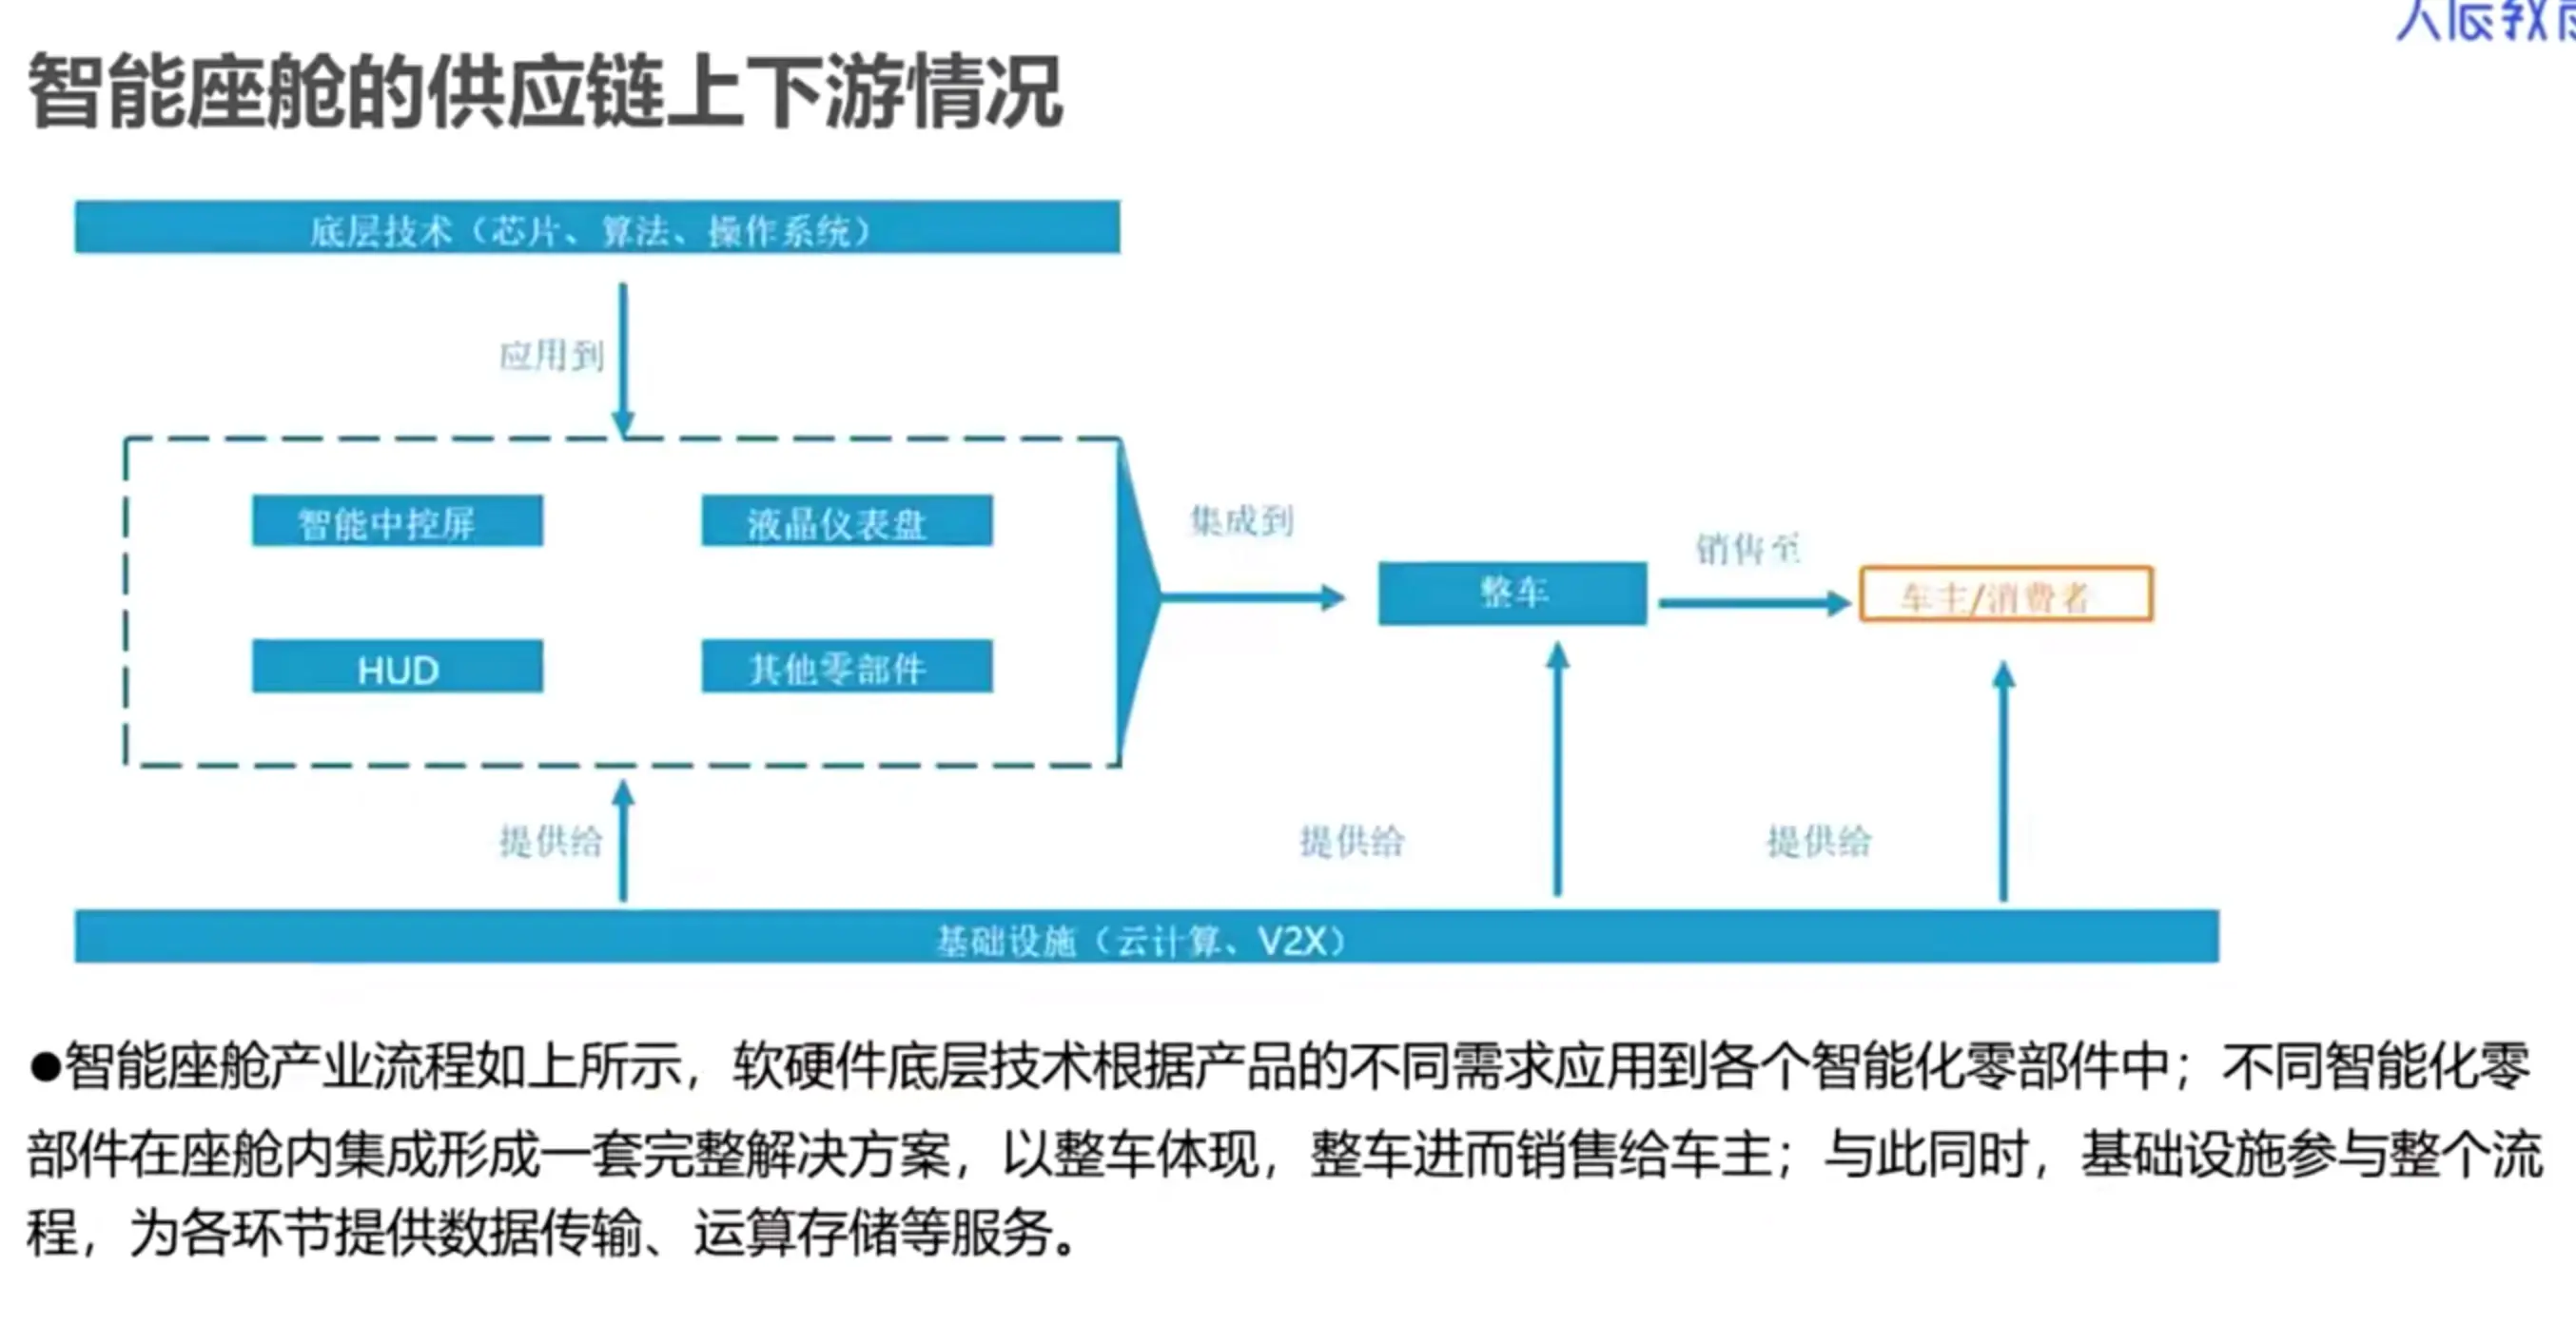 智能座舱的供应链上下游情况
底层技术（芯片、算法、操作系统）
应用到
智能中控屏
液晶仪表盘
HUD
其他零部件
集成到
整车
销售至
车主/消费者
提供给
提供给
提供给
基础设施（云计算、V2X）
●智能座舱产业流程如上所示，软硬件底层技术根据产品的不同需求应用到各个智能化零部件中；不同智能化零
部件在座舱内集成形成一套完整解决方案，以整车体现，整车进而销售给车主；与此同时，基础设施参与整个流
程，为各环节提供数据传输、运算存储等服务。